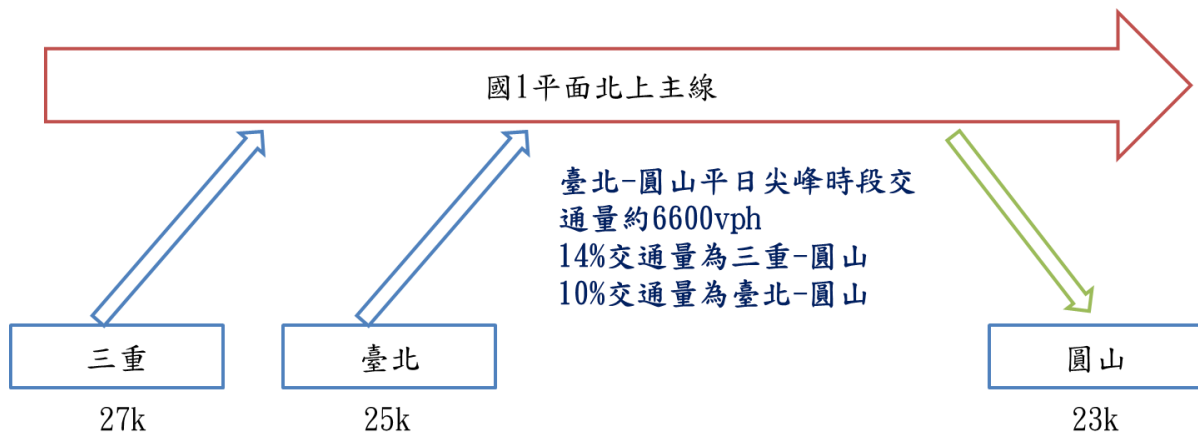 國1平面北上主線
臺北-圓山平日尖峰時段交
通量約6600vph
14%交通量為三重-圓山
10%交通量為臺北-圓山
三重
臺北
圓山
27k
25k
23k